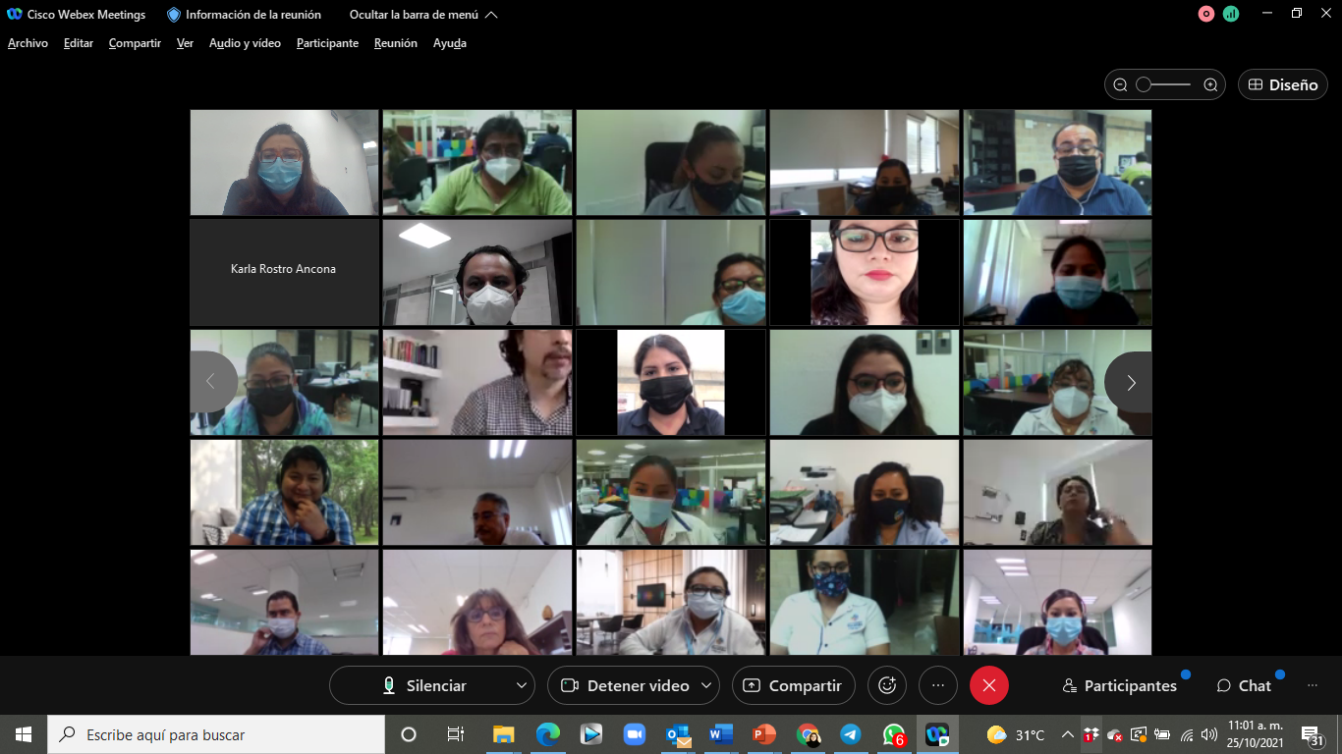 Cisco Webex Meetings Información de la reunión Ocultar la barra de menú
Archivo Editar Compartir Ver Audio y vídeo Participante Reunión Ayuda
Diseño
Karla Rostro Ancona
Silenciar Detener video Compartir Participantes Chat
Escribe aquí para buscar
6
31°C
11:01 a. m.
25/10/2021
31